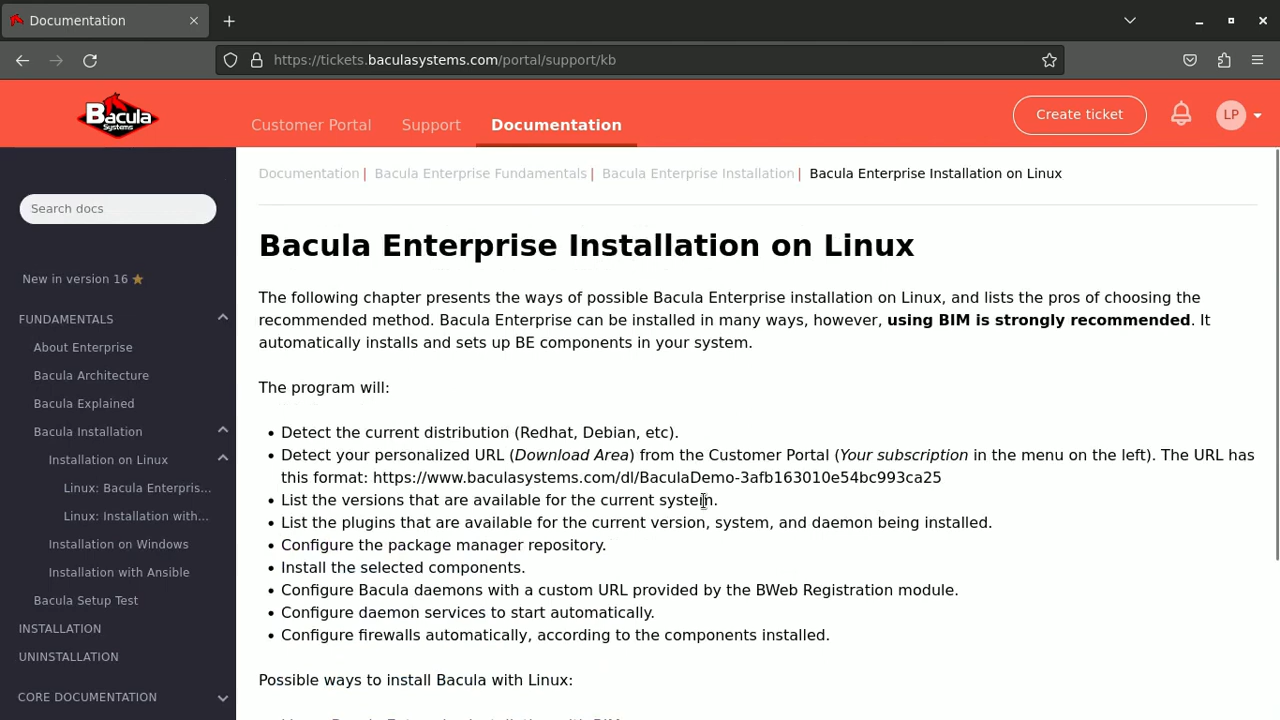 Documentation
https://tickets.baculasystems.com/portal/support/kb
Bacula
Systems
Customer Portal
Support
Documentation
Create ticket
LP
Search docs
New in version 16
FUNDAMENTALS
About Enterprise
Bacula Architecture
Bacula Explained
Bacula Installation
Installation on Linux
Linux: Bacula Enterpris...
Linux: Installation with...
Installation on Windows
Installation with Ansible
Bacula Setup Test
INSTALLATION
UNINSTALLATION
CORE DOCUMENTATION
Documentation | Bacula Enterprise Fundamentals | Bacula Enterprise Installation | Bacula Enterprise Installation on Linux
Bacula Enterprise Installation on Linux
The following chapter presents the ways of possible Bacula Enterprise installation on Linux, and lists the pros of choosing the
recommended method. Bacula Enterprise can be installed in many ways, however, using BIM is strongly recommended. It
automatically installs and sets up BE components in your system.
The program will:
• Detect the current distribution (Redhat, Debian, etc).
• Detect your personalized URL (Download Area) from the Customer Portal (Your subscription in the menu on the left). The URL has
this format: https://www.baculasystems.com/dl/BaculaDemo-3afb163010e54bc993ca25
• List the versions that are available for the current system.
• List the plugins that are available for the current version, system, and daemon being installed.
• Configure the package manager repository.
• Install the selected components.
• Configure Bacula daemons with a custom URL provided by the BWeb Registration module.
• Configure daemon services to start automatically.
• Configure firewalls automatically, according to the components installed.
Possible ways to install Bacula with Linux: